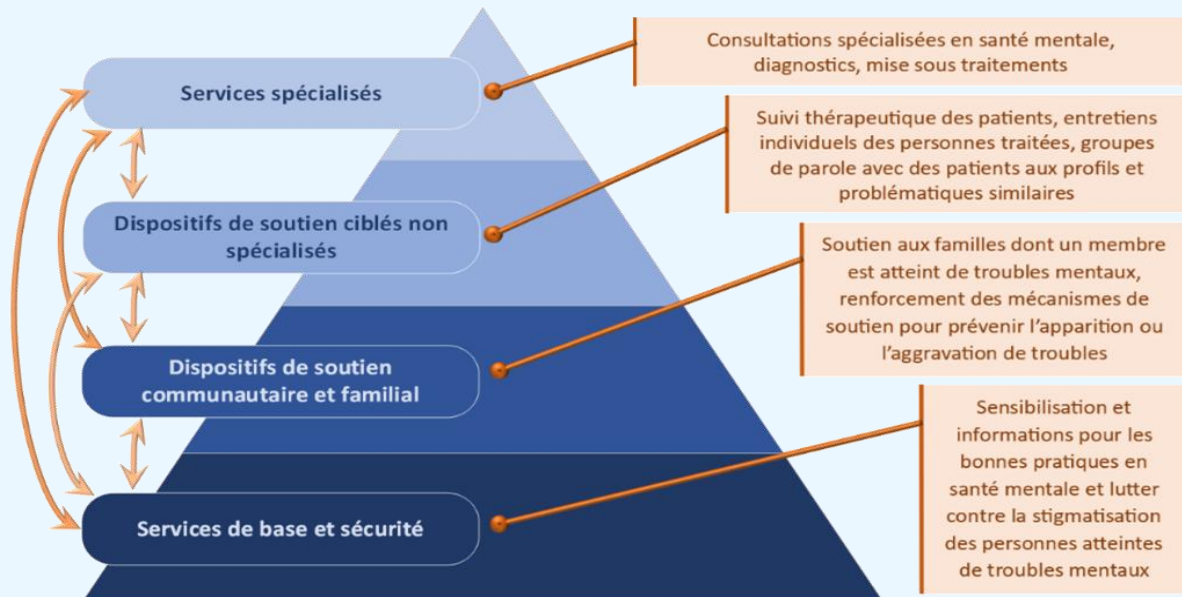 Services spécialisés
Consultations spécialisées en santé mentale,
diagnostics, mise sous traitements
Dispositifs de soutien ciblés non
spécialisés
Suivi thérapeutique des patients, entretiens
individuels des personnes traitées, groupes
de parole avec des patients aux profils et
problématiques similaires
Dispositifs de soutien
communautaire et familial
Soutien aux familles dont un membre
est atteint de troubles mentaux,
renforcement des mécanismes de
soutien pour prévenir l’apparition ou
l’aggravation de troubles
Services de base et sécurité
Sensibilisation et
informations pour les
bonnes pratiques en
santé mentale et lutter
contre la stigmatisation
des personnes atteintes
de troubles mentaux